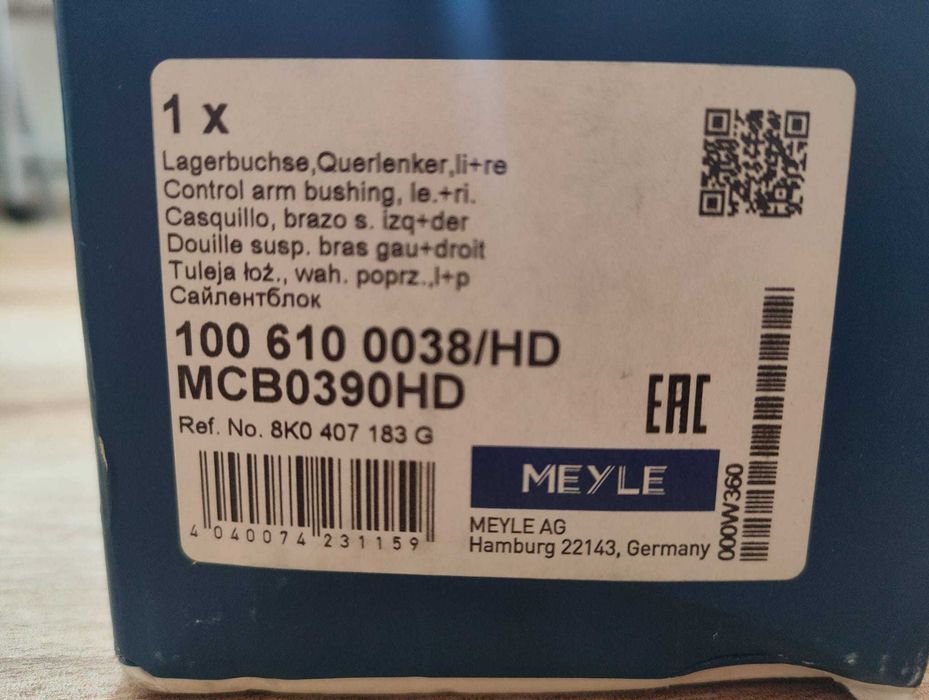 1 x
Lagerbuchse,Querlenker,li+re
Control arm bushing, le.+ri.
Casquillo, brazo s. izq+der
Douille susp. bras gau+droit
Tuleja łoż., wah. poprz.,l+p
Сайлентблок
100 610 0038/HD
MCB0390HD
Ref. No. 8K0 407 183 G
EAC
4 040074 231159
MEYLE
MEYLE AG
Hamburg 22143, Germany
000W360